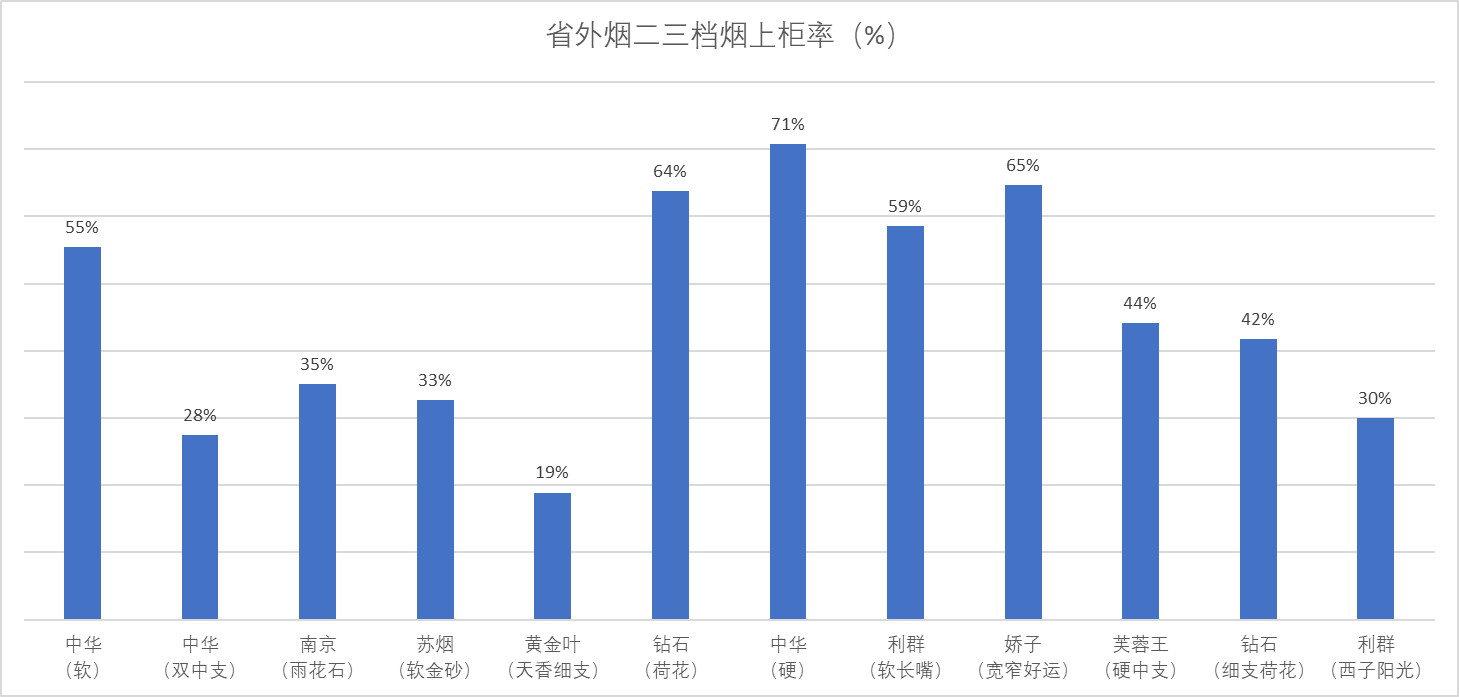 省外烟二三档烟上柜率（%）
55%
28%
35%
33%
19%
64%
71%
59%
65%
44%
42%
30%
中华
（软）
中华
（双中支）
南京
（雨花石）
苏烟
（软金砂）
黄金叶
（天香细支）
钻石
（荷花）
中华
（硬）
利群
（软长嘴）
娇子
（宽窄好运）
芙蓉王
（硬中支）
钻石
（细支荷花）
利群
（西子阳光）